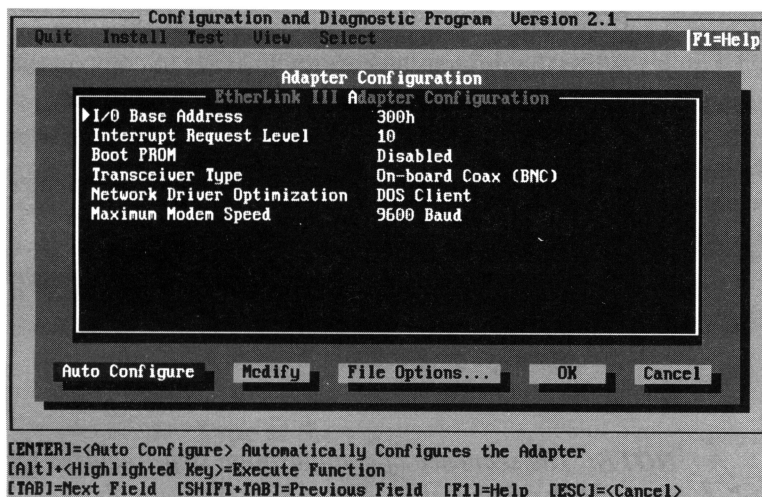 Configuration and Diagnostic Program Version 2.1
Quit Install Test View Select F1=Help
Adapter Configuration
EtherLink III Adapter Configuration
I/O Base Address 300h
Interrupt Request Level 10
Boot PROM Disabled
Transceiver Type On-board Coax (BNC)
Network Driver Optimization DOS Client
Maximum Modem Speed 9600 Baud
Auto Configure Modify File Options... OK Cancel
[ENTER]=<Auto Configure> Automatically Configures the Adapter
[Alt]+<Highlighted Key>=Execute Function
[TAB]=Next Field [SHIFT+TAB]=Previous Field [F1]=Help [ESC]=<Cancel>